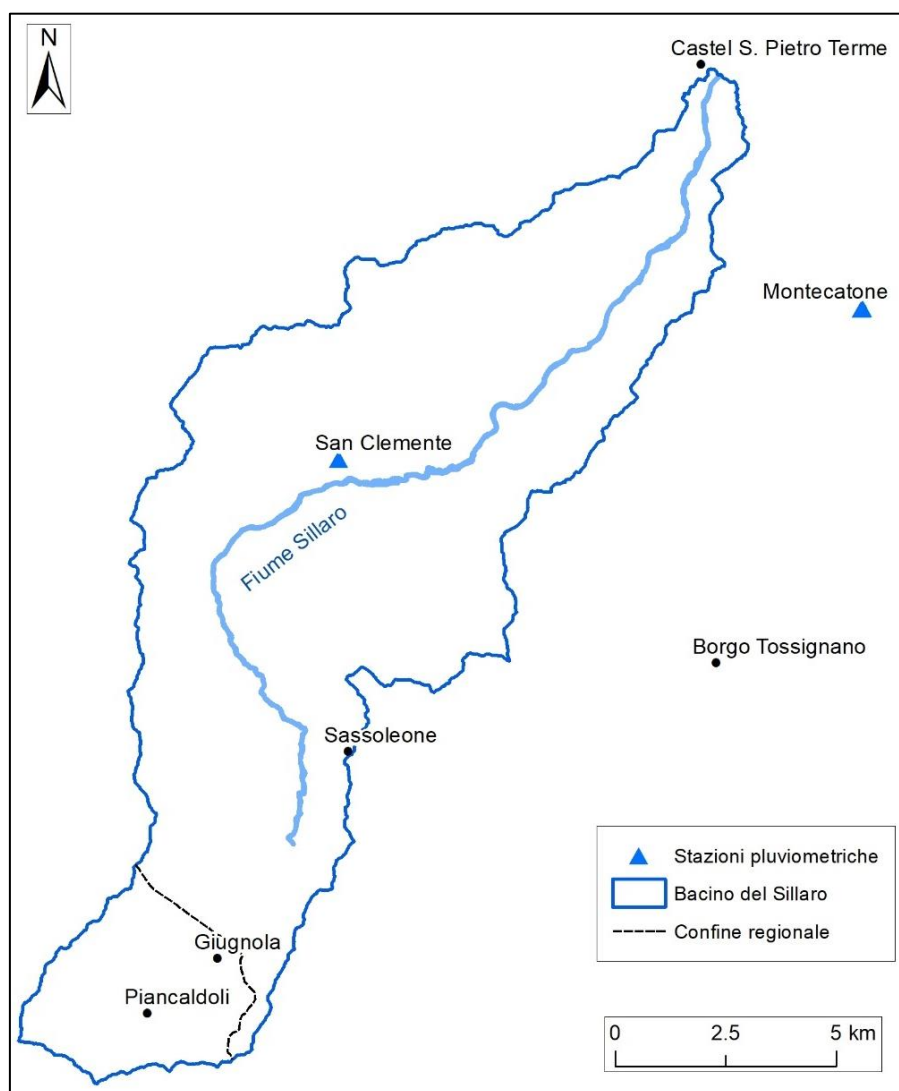 N
Castel S. Pietro Terme
Montecatone
San Clemente
Fiume Sillaro
Borgo Tossignano
Sassoleone
Stazioni pluviometriche
Bacino del Sillaro
Confine regionale
Giugnola
Piancaldoli
0 2.5 5 km